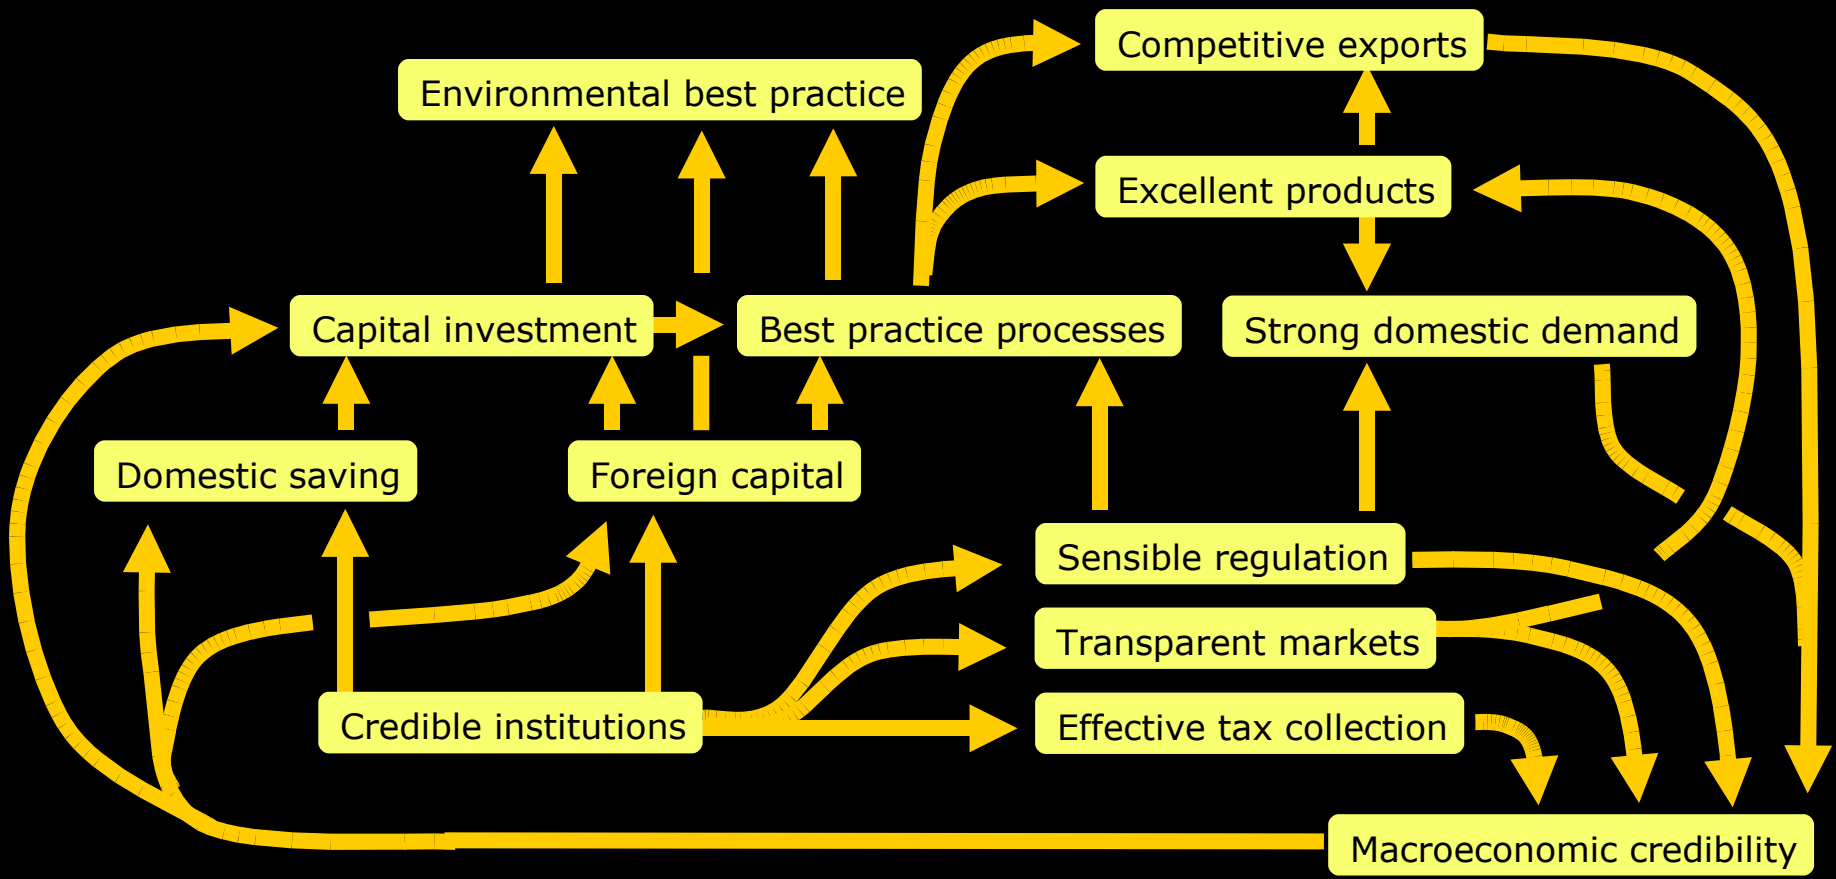 Competitive exports
Environmental best practice
Excellent products
Capital investment
Best practice processes
Strong domestic demand
Domestic saving
Foreign capital
Sensible regulation
Transparent markets
Credible institutions
Effective tax collection
Macroeconomic credibility